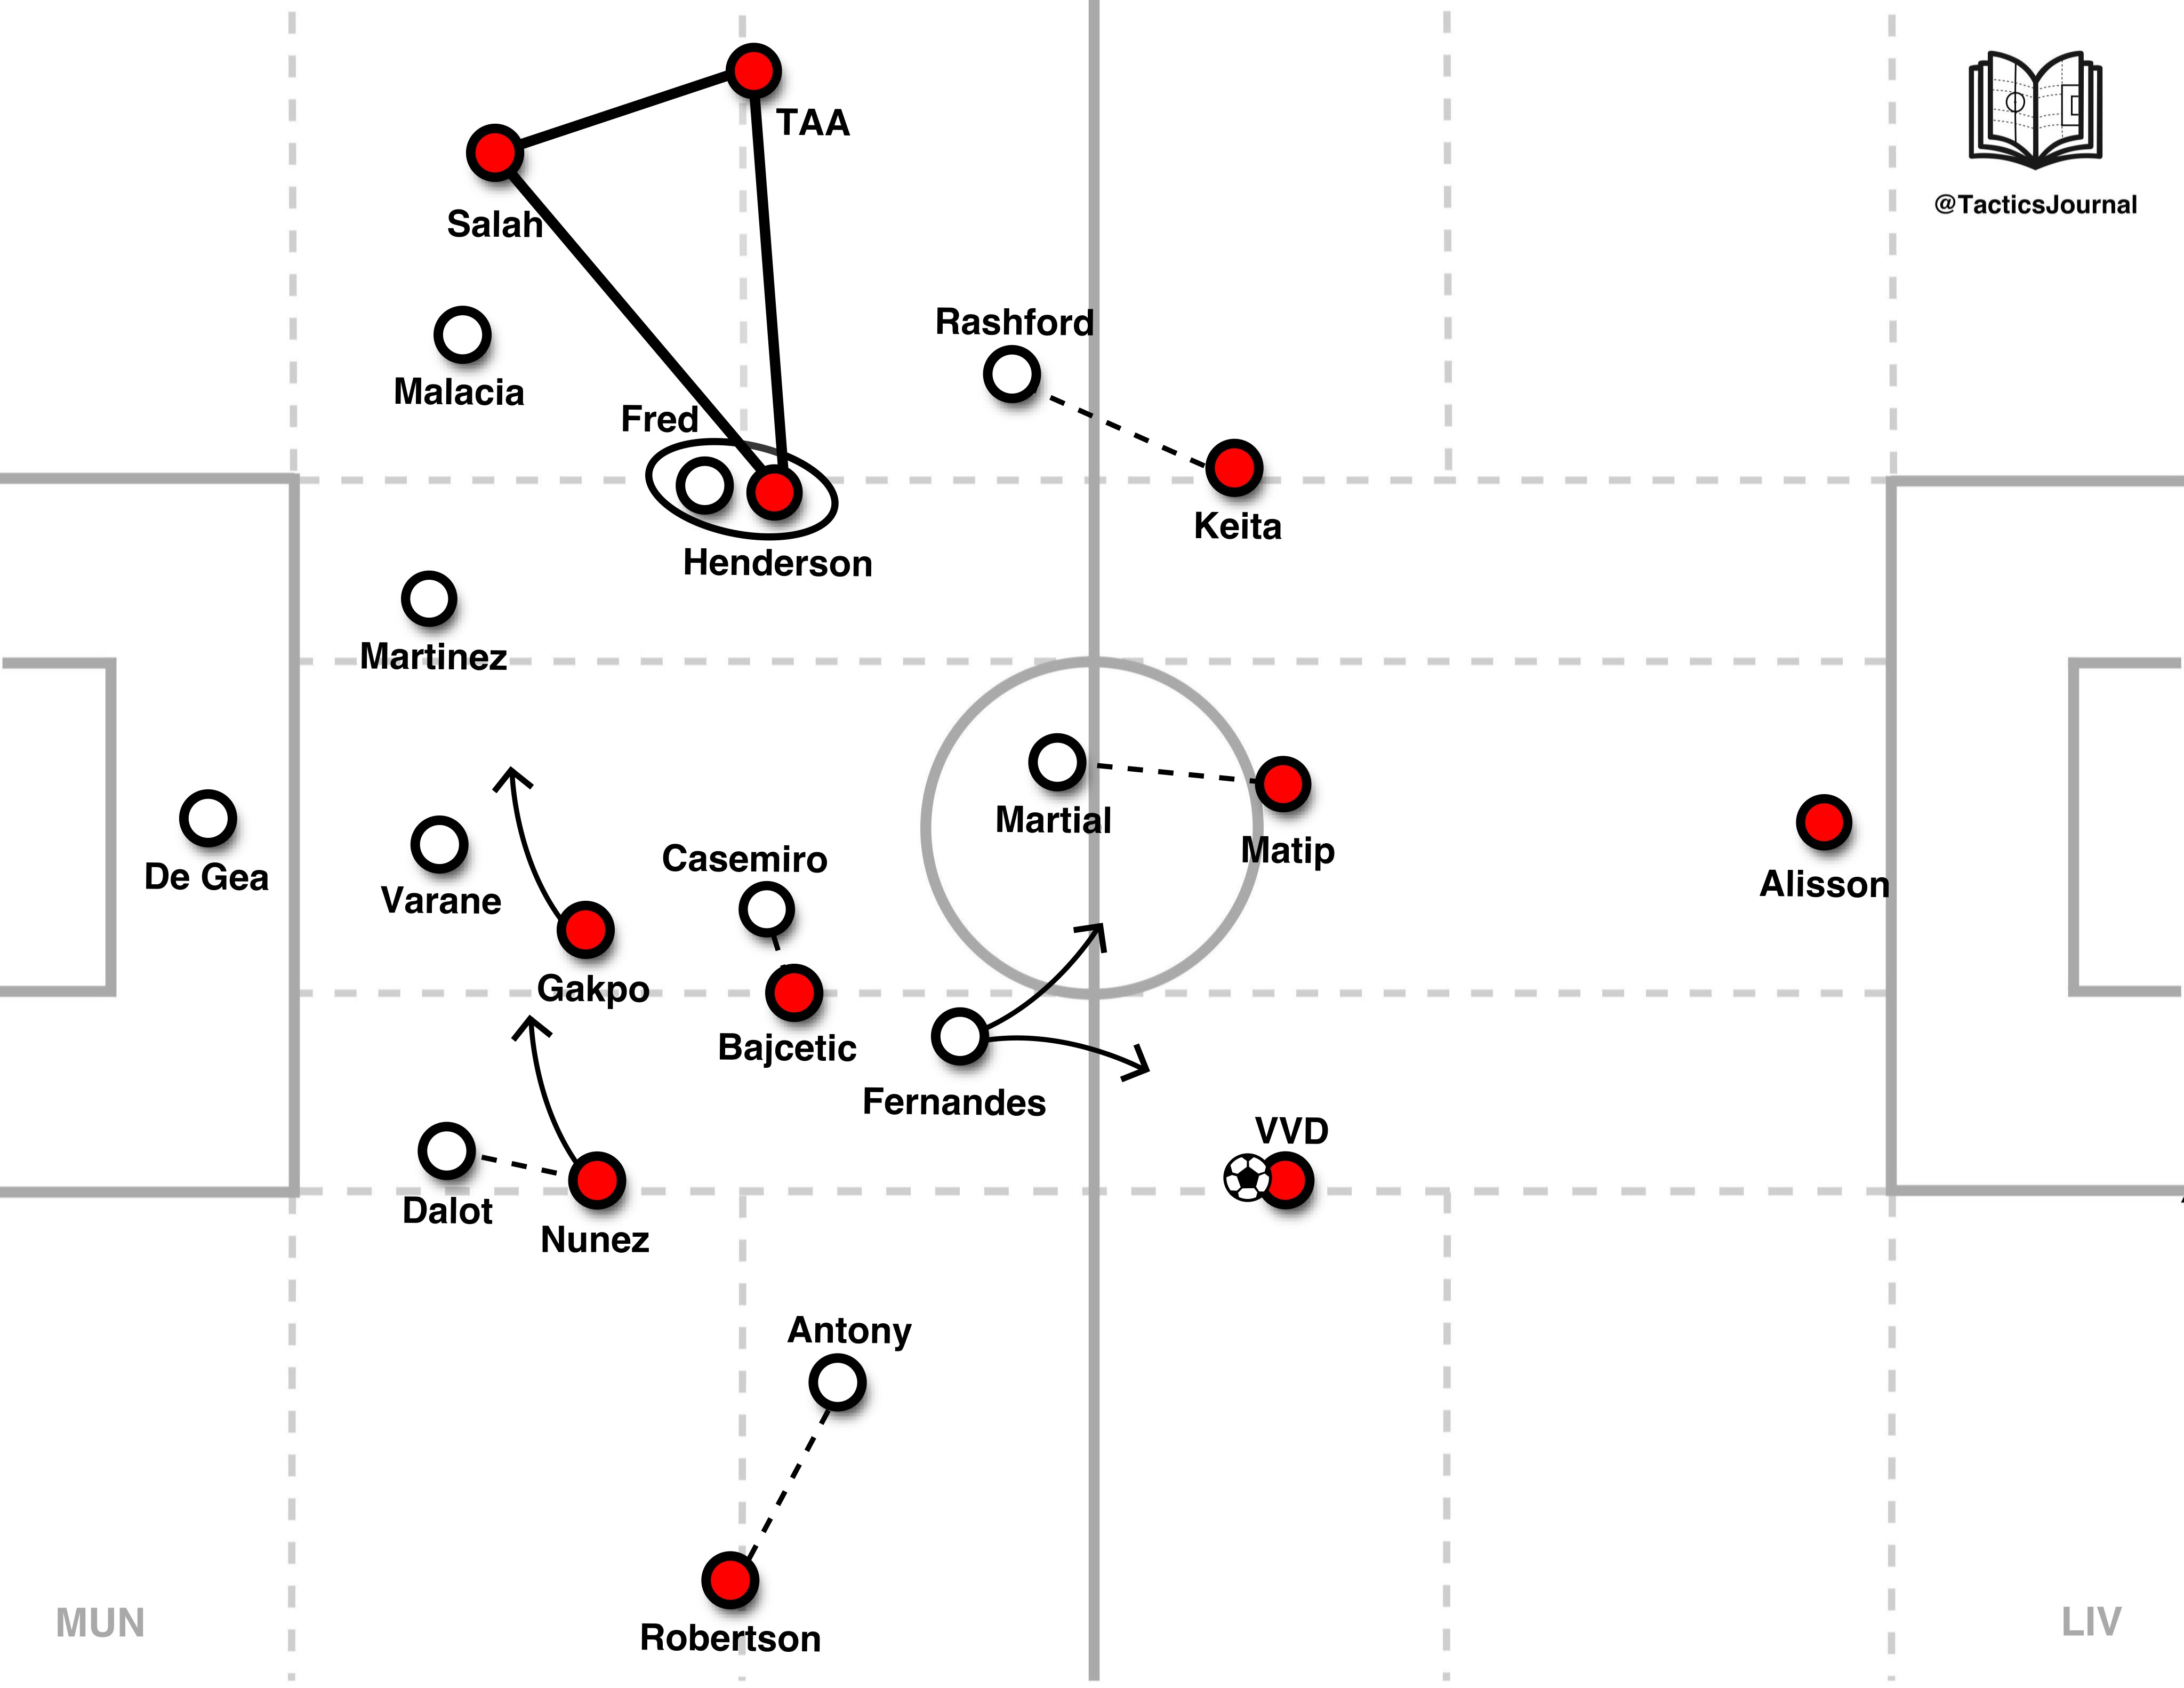 TAA
@TacticsJournal
Salah
Rashford
Malacia
Fred
Keita
Henderson
Martinez
Martial
Matip
Casemiro
De Gea
Varane
Alisson
Gakpo
Bajcetic
Fernandes
VVD
Dalot
Nunez
Antony
Robertson
MUN
LIV